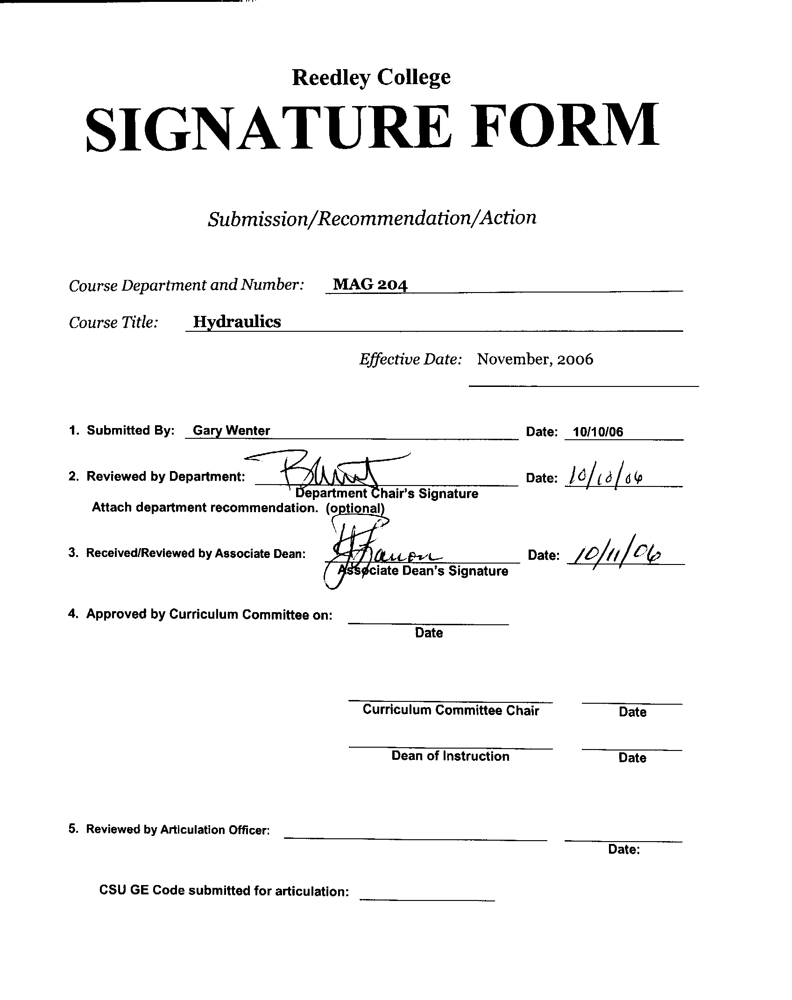 Reedley College
SIGNATURE FORM
Submission/Recommendation/Action
Course Department and Number: MAG 204
Course Title: Hydraulics
Effective Date: November, 2006
1. Submitted By: Gary Wenter Date: 10/10/06
2. Reviewed by Department: Date: 10/10/06
Department Chair's Signature
Attach department recommendation. (optional)
3. Received/Reviewed by Associate Dean: Date: 10/11/06
Associate Dean's Signature
4. Approved by Curriculum Committee on:
Date
Curriculum Committee Chair Date
Dean of Instruction Date
5. Reviewed by Articulation Officer:
Date:
CSU GE Code submitted for articulation: